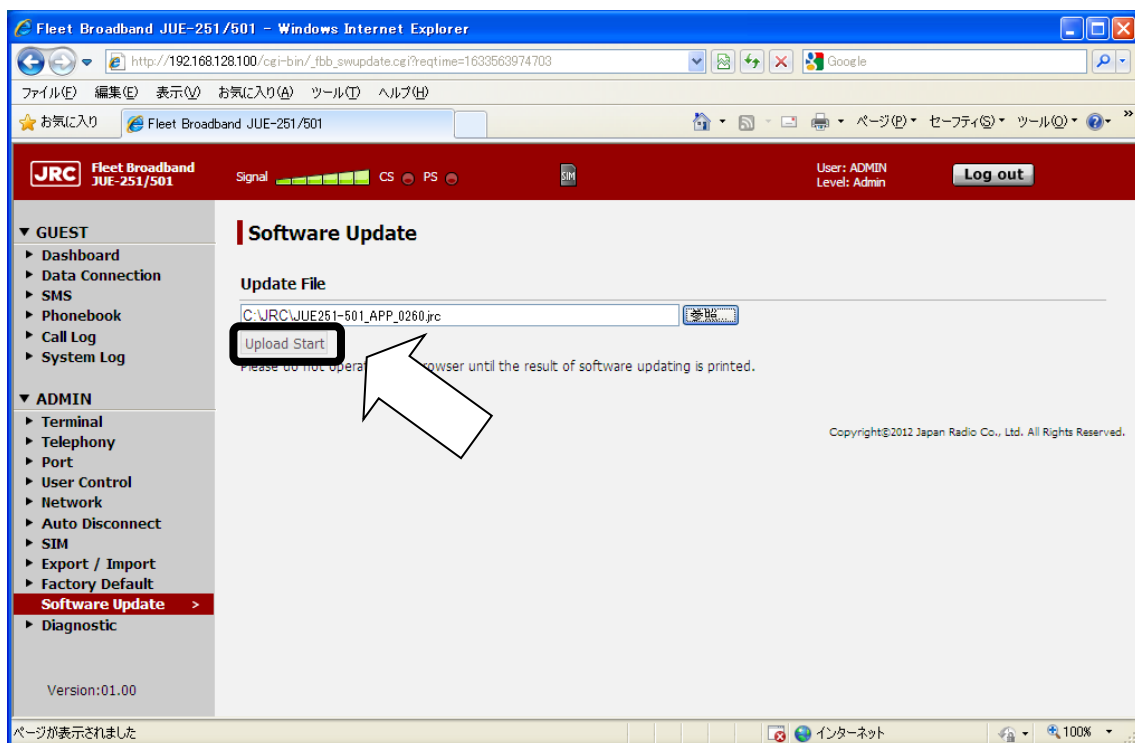 Fleet Broadband JUE-251/501 - Windows Internet Explorer
http://192.168.128.100/cgi-bin/_fbb_swupdate.cgi?reqtime=1633563974703
Google
ファイル(F) 編集(E) 表示(V) お気に入り(A) ツール(T) ヘルプ(H)
お気に入り
Fleet Broadband JUE-251/501
ページ(P) セーフティ(S) ツール(O) »
JRC
Fleet Broadband
JUE-251/501
Signal CS PS
SIM
User: ADMIN
Level: Admin
Log out
▼ GUEST
Dashboard
Data Connection
SMS
Phonebook
Call Log
System Log
▼ ADMIN
Terminal
Telephony
Port
User Control
Network
Auto Disconnect
SIM
Export / Import
Factory Default
Software Update >
Diagnostic
Version:01.00
Software Update
Update File
C:\JRC\JUE251-501_APP_0260.jrc 参照...
Upload Start
Please do not operat rowser until the result of software updating is printed.
Copyright©2012 Japan Radio Co., Ltd. All Rights Reserved.
ページが表示されました
インターネット
100%